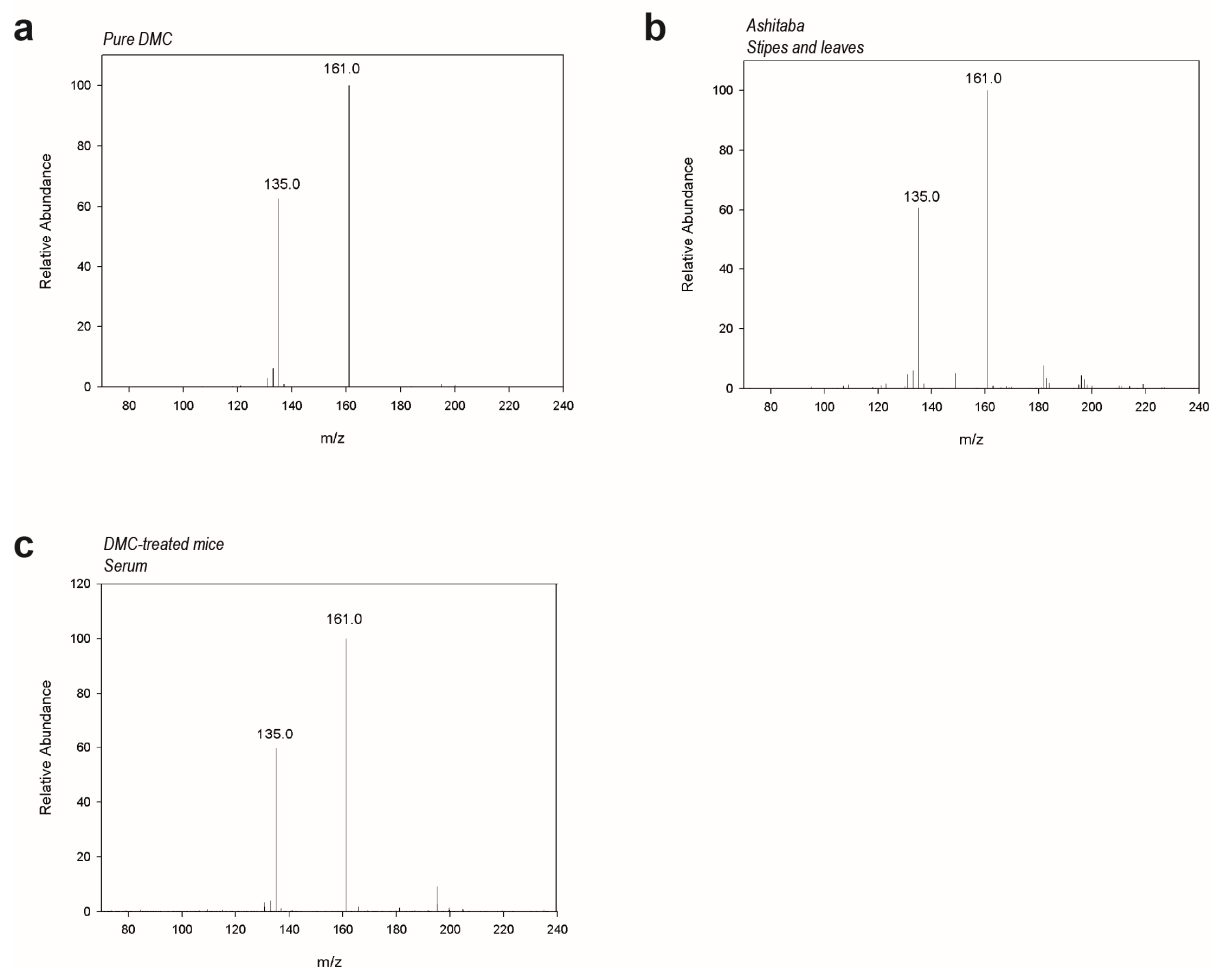 a
Pure DMC
161.0
135.0
100
80
60
40
20
0
Relative Abundance
80 100 120 140 160 180 200 220 240
m/z
b
Ashitaba
Stipes and leaves
161.0
135.0
100
80
60
40
20
0
Relative Abundance
80 100 120 140 160 180 200 220 240
m/z
c
DMC-treated mice
Serum
161.0
135.0
120
100
80
60
40
20
0
Relative Abundance
80 100 120 140 160 180 200 220 240
m/z